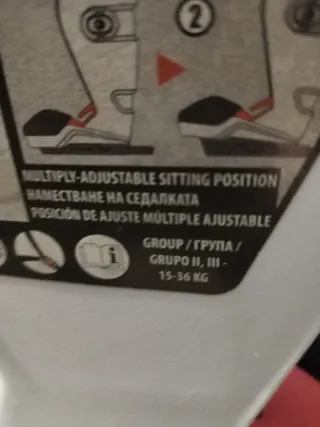 2
MULTIPLY-ADJUSTABLE SITTING POSITION
НАМЕСТВАНЕ НА СЕДАЛКАТА
POSICIÓN DE AJUSTE MÚLTIPLE AJUSTABLE
GROUP / ГРУПА /
GRUPO II, III -
15-36 KG
i